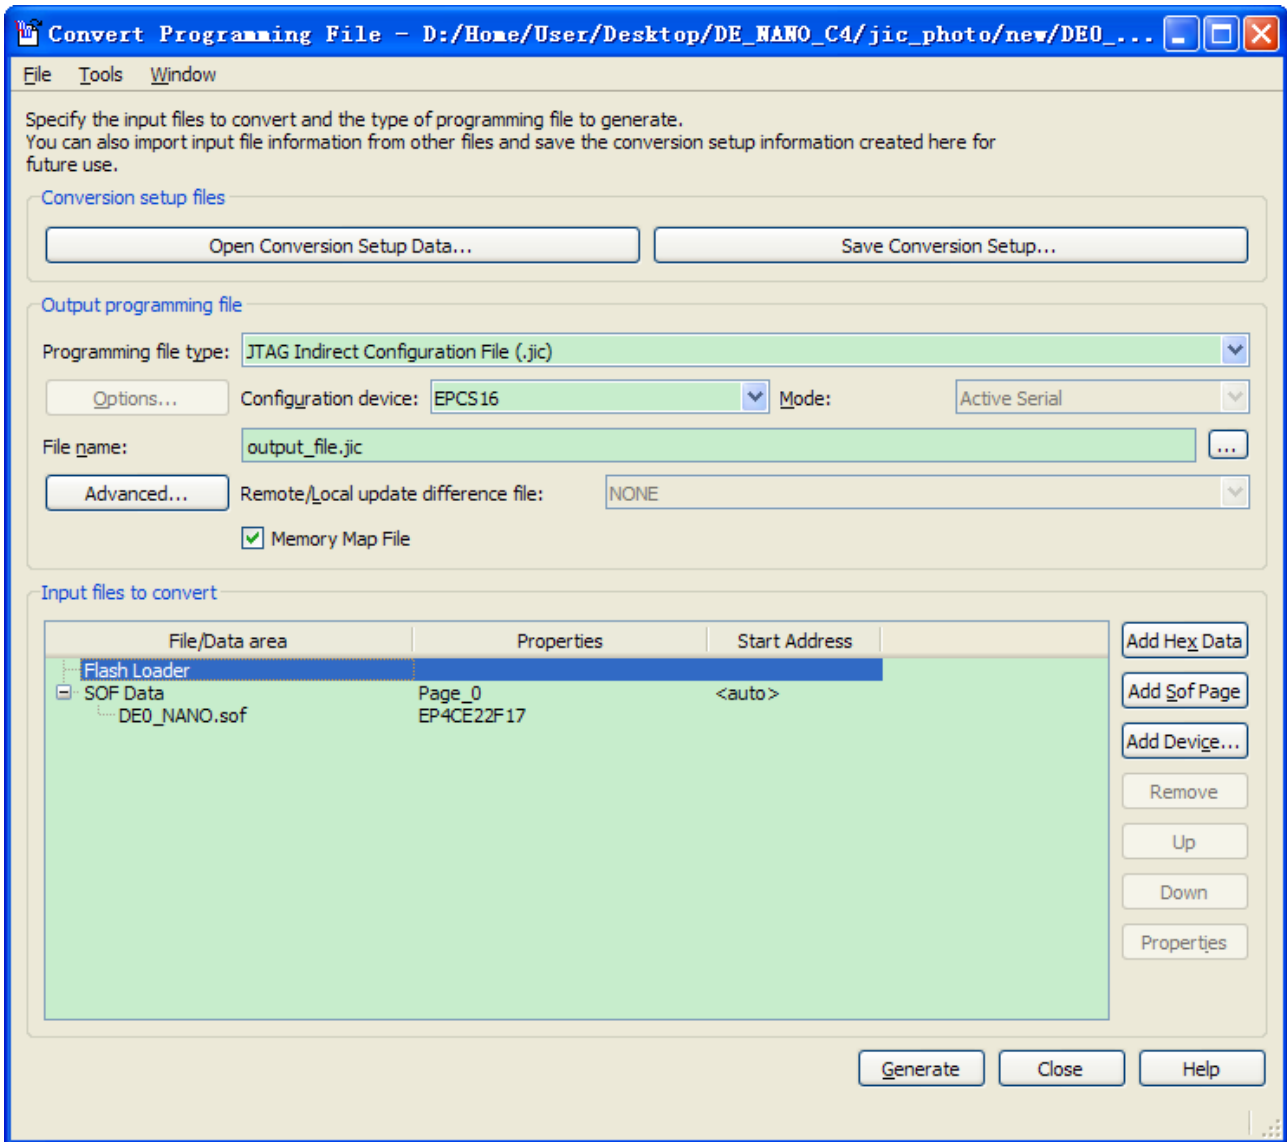 Convert Programming File - D:/Home/User/Desktop/DE_NANO_C4/jic_photo/new/DE0_...
File Tools Window
Specify the input files to convert and the type of programming file to generate.
You can also import input file information from other files and save the conversion setup information created here for
future use.
Conversion setup files
Open Conversion Setup Data... Save Conversion Setup...
Output programming file
Programming file type: JTAG Indirect Configuration File (.jic)
Options... Configuration device: EPCS16 Mode: Active Serial
File name: output_file.jic ...
Advanced... Remote/Local update difference file: NONE
Memory Map File
Input files to convert
File/Data area Properties Start Address
Flash Loader
SOF Data Page_0 <auto>
DE0_NANO.sof EP4CE22F17
Add Hex Data
Add Sof Page
Add Device...
Remove
Up
Down
Properties
Generate Close Help